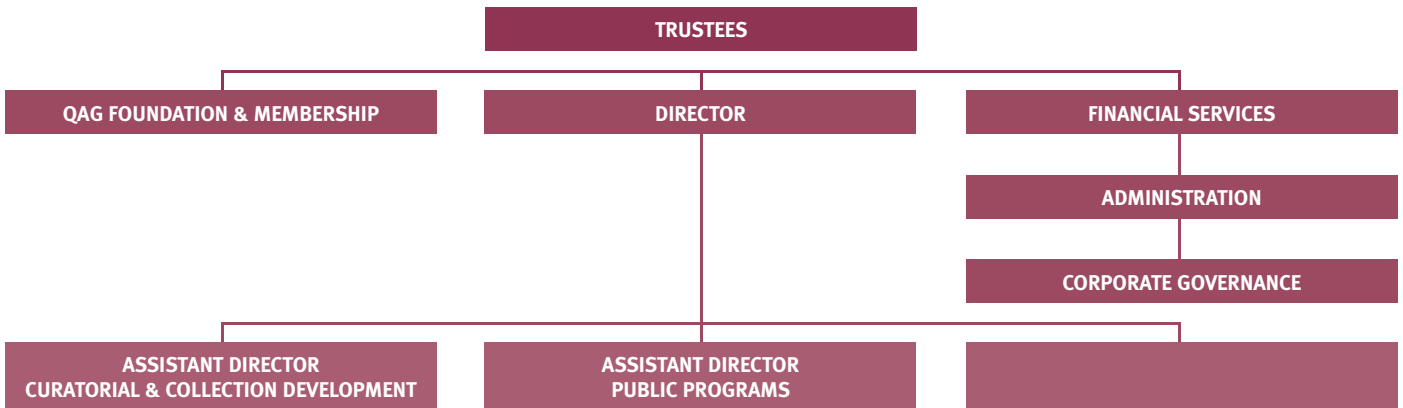 TRUSTEES
QAG FOUNDATION & MEMBERSHIP
DIRECTOR
FINANCIAL SERVICES
ADMINISTRATION
CORPORATE GOVERNANCE
ASSISTANT DIRECTOR
CURATORIAL & COLLECTION DEVELOPMENT
ASSISTANT DIRECTOR
PUBLIC PROGRAMS